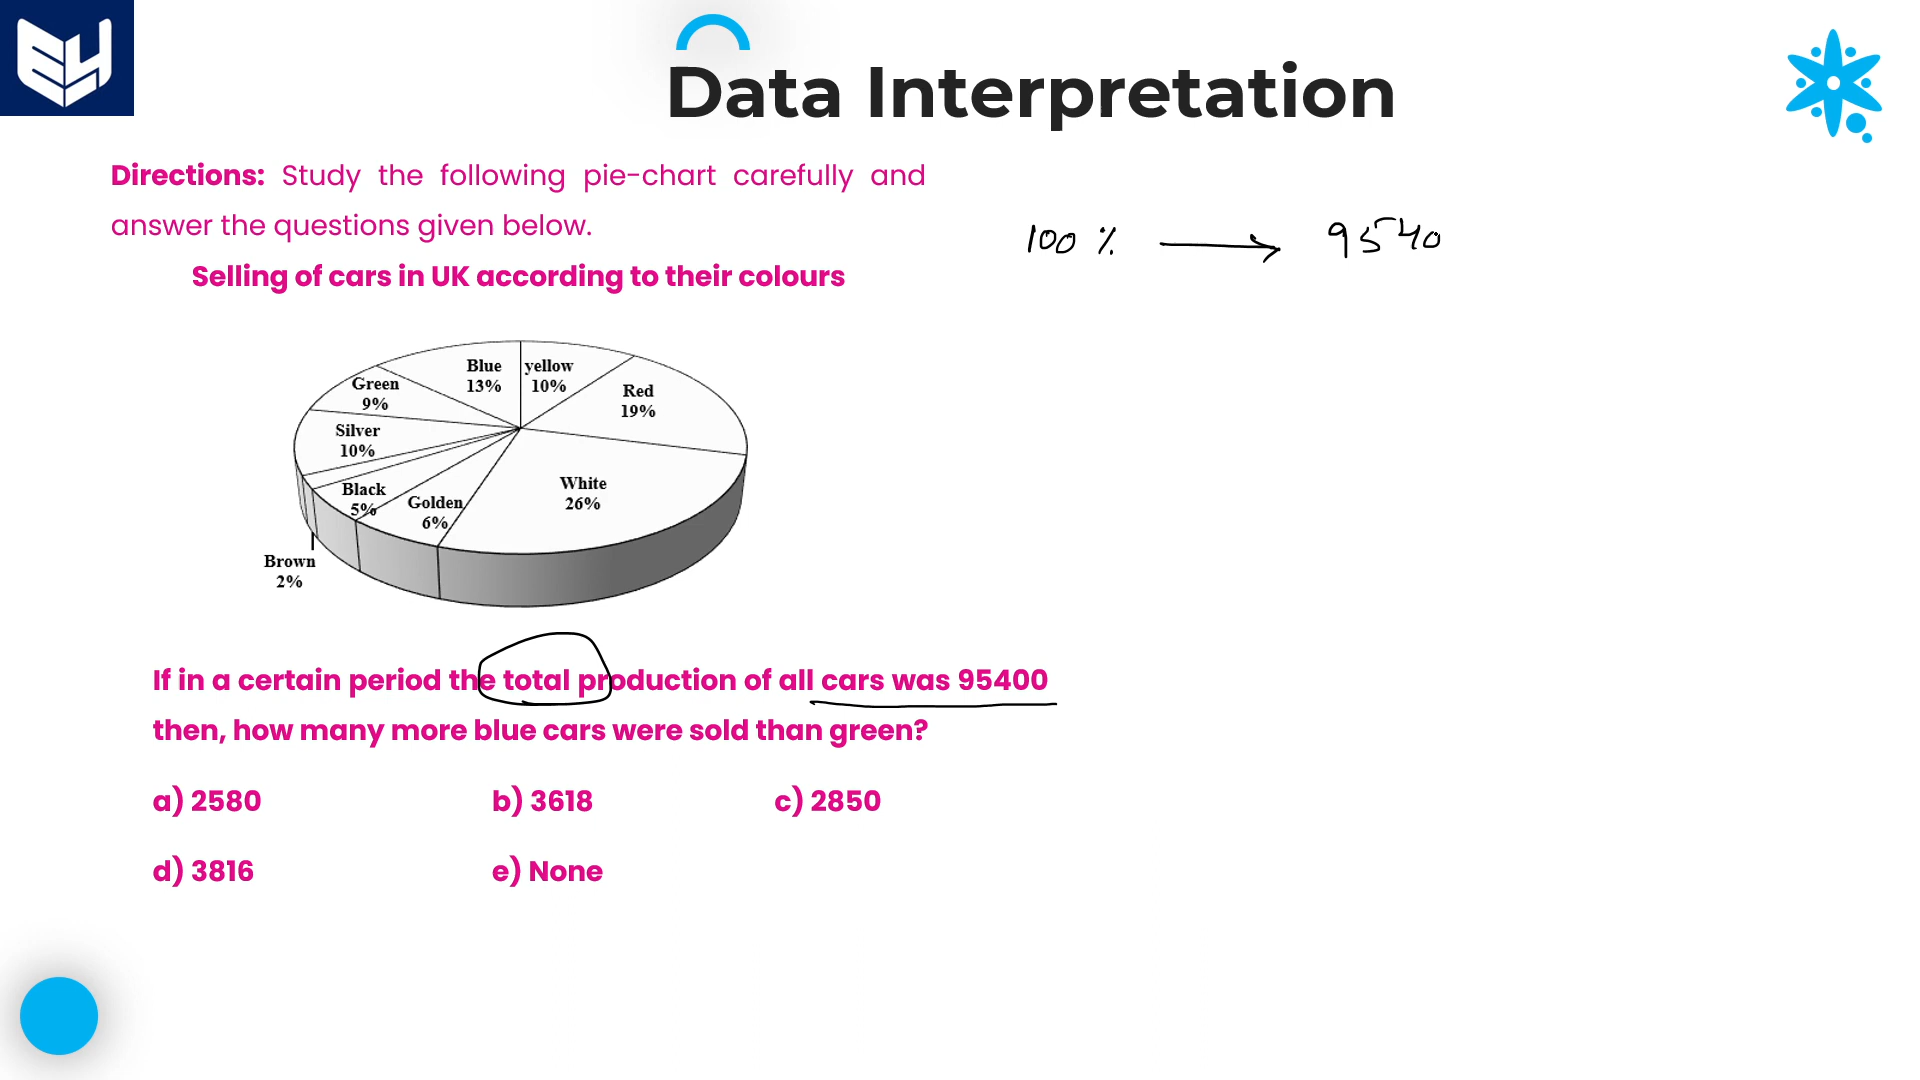 Data Interpretation
Directions: Study the following pie-chart carefully and
answer the questions given below.
100 % → 9540
Selling of cars in UK according to their colours
Blue
13%
yellow
10%
Red
19%
Green
9%
Silver
10%
White
26%
Black
5%
Golden
6%
Brown
2%
If in a certain period the total production of all cars was 95400
then, how many more blue cars were sold than green?
a) 2580 b) 3618 c) 2850
d) 3816 e) None